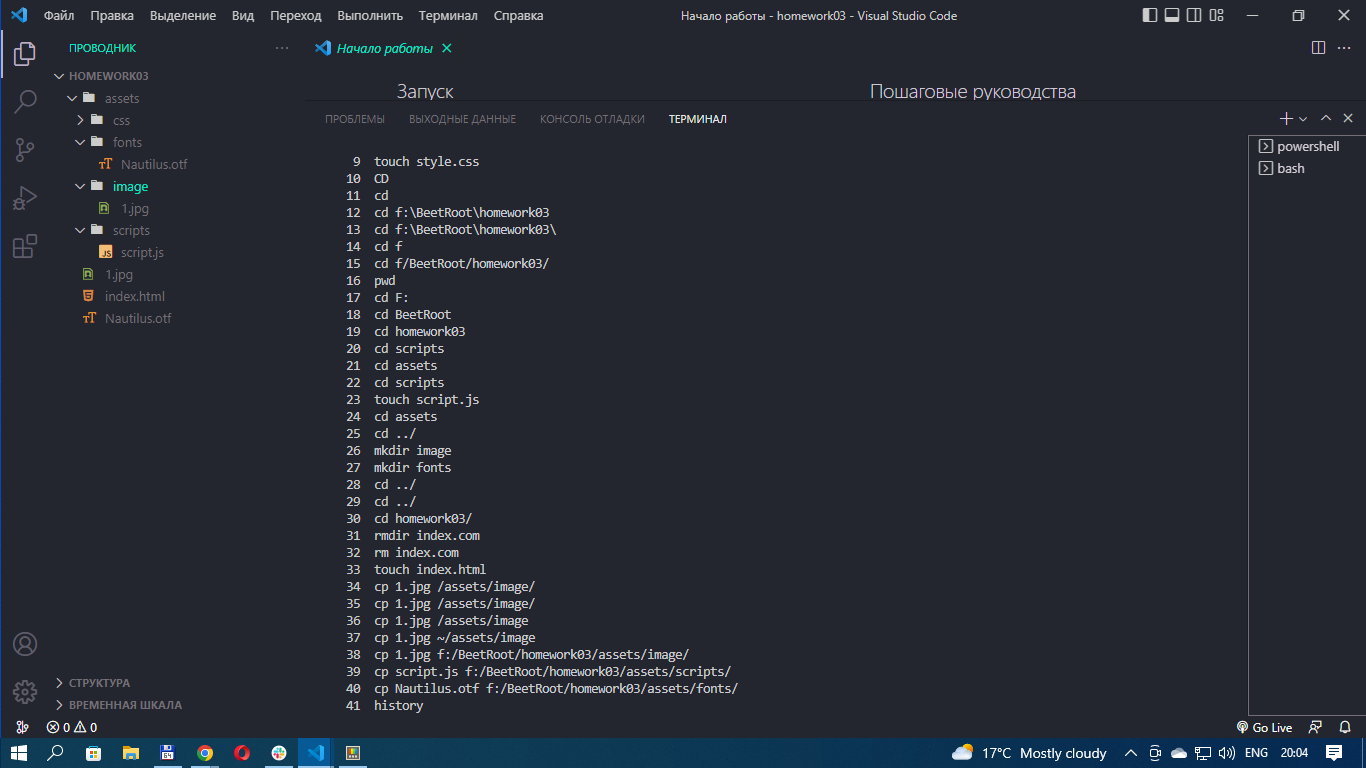 Файл Правка Выделение Вид Переход Выполнить Терминал Справка Начало работы - homework03 - Visual Studio Code
ПРОВОДНИК
HOMEWORK03
assets
css
fonts
Nautilus.otf
image
1.jpg
scripts
script.js
1.jpg
index.html
Nautilus.otf
СТРУКТУРА
ВРЕМЕННАЯ ШКАЛА
Начало работы
Запуск Пошаговые руководства
ПРОБЛЕМЫ ВЫХОДНЫЕ ДАННЫЕ КОНСОЛЬ ОТЛАДКИ ТЕРМИНАЛ
9 touch style.css
10 CD
11 cd
12 cd f:\BeetRoot\homework03
13 cd f:\BeetRoot\homework03\
14 cd f
15 cd f/BeetRoot/homework03/
16 pwd
17 cd F:
18 cd BeetRoot
19 cd homework03
20 cd scripts
21 cd assets
22 cd scripts
23 touch script.js
24 cd assets
25 cd ../
26 mkdir image
27 mkdir fonts
28 cd ../
29 cd ../
30 cd homework03/
31 rmdir index.com
32 rm index.com
33 touch index.html
34 cp 1.jpg /assets/image/
35 cp 1.jpg /assets/image/
36 cp 1.jpg /assets/image
37 cp 1.jpg ~/assets/image
38 cp 1.jpg f:/BeetRoot/homework03/assets/image/
39 cp script.js f:/BeetRoot/homework03/assets/scripts/
40 cp Nautilus.otf f:/BeetRoot/homework03/assets/fonts/
41 history
powershell
bash
0 0 Go Live
64
17°C Mostly cloudy ENG 20:04